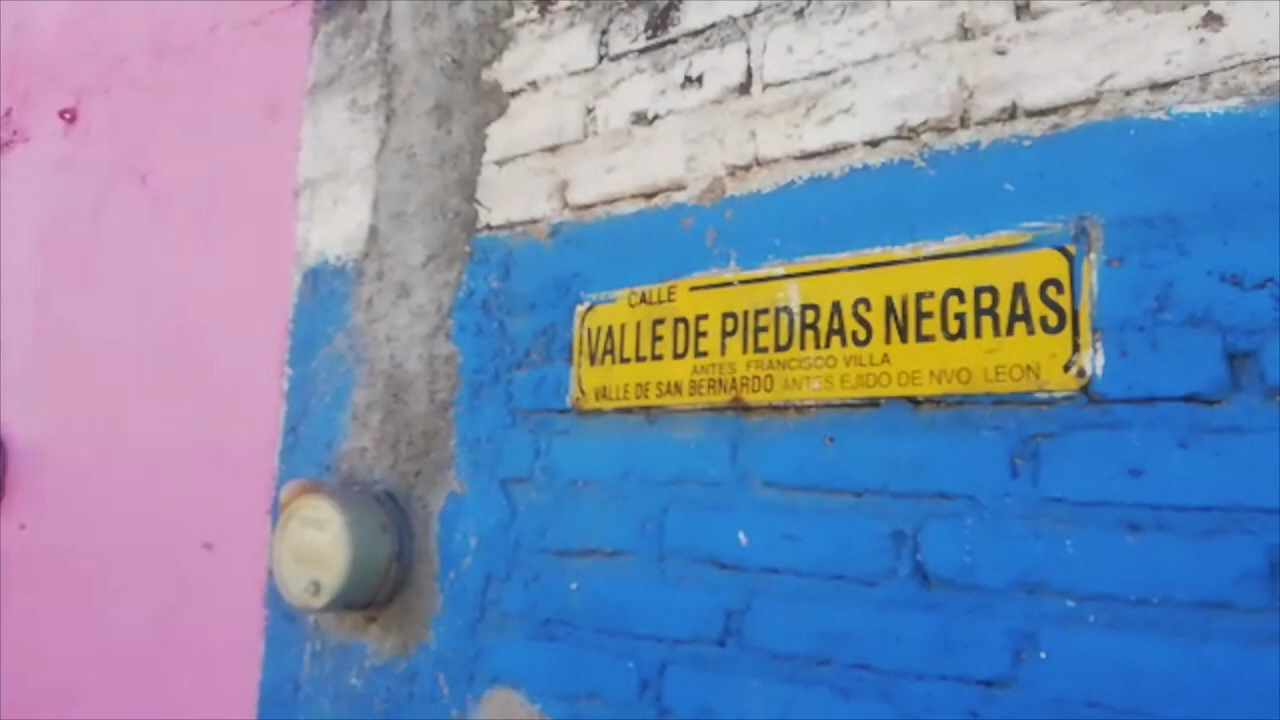 CALLE
VALLE DE PIEDRAS NEGRAS
ANTES FRANCISCO VILLA
VALLE DE SAN BERNARDO ANTES EJIDO DE NVO LEON